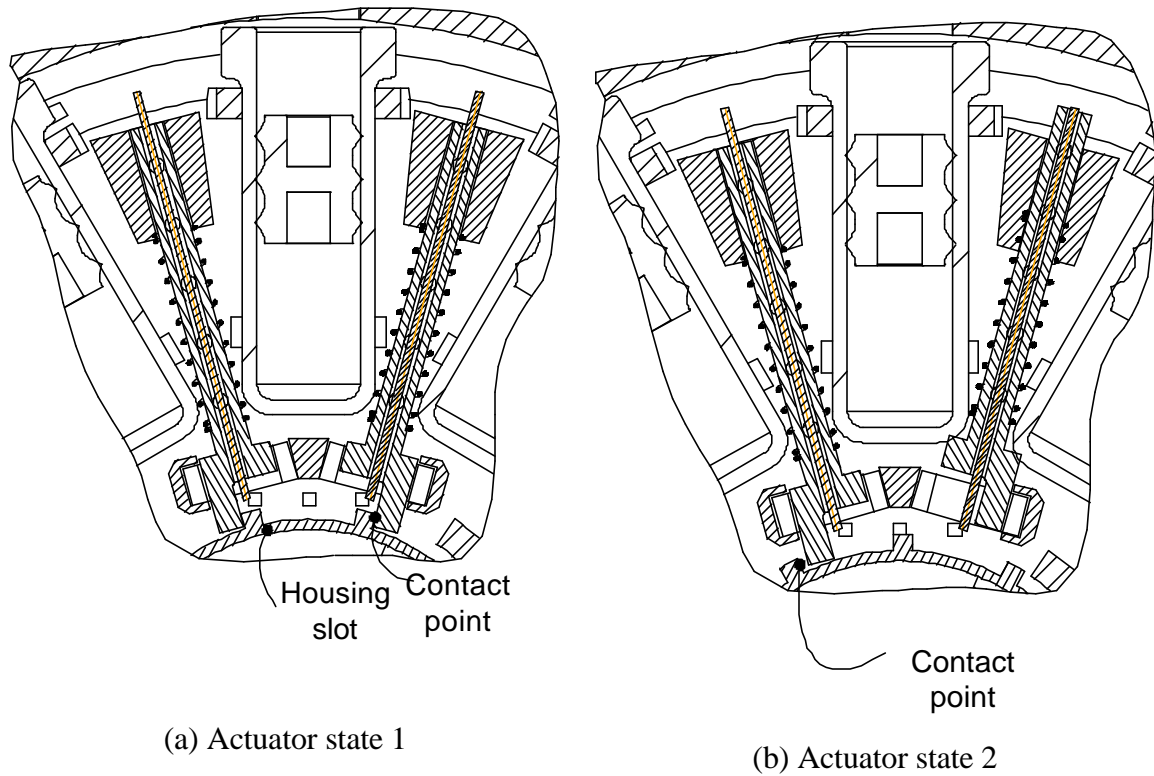 Housing
slot
Contact
point
Contact
point
(a) Actuator state 1
(b) Actuator state 2